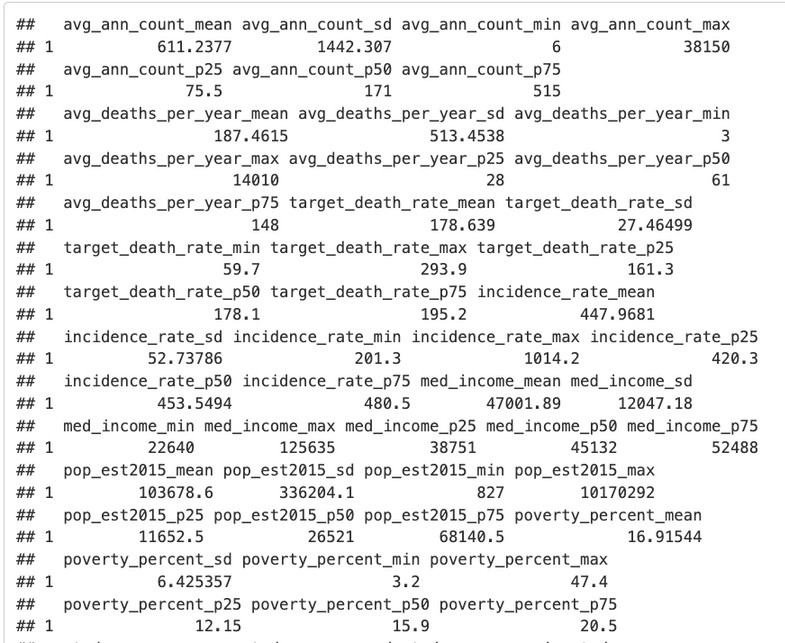 ##   avg_ann_count_mean avg_ann_count_sd avg_ann_count_min avg_ann_count_max
## 1           611.2377         1442.307                 6             38150
##   avg_ann_count_p25 avg_ann_count_p50 avg_ann_count_p75
## 1              75.5               171               515
##   avg_deaths_per_year_mean avg_deaths_per_year_sd avg_deaths_per_year_min
## 1                 187.4615               513.4538                       3
##   avg_deaths_per_year_max avg_deaths_per_year_p25 avg_deaths_per_year_p50
## 1                   14010                      28                      61
##   avg_deaths_per_year_p75 target_death_rate_mean target_death_rate_sd
## 1                     148                178.639             27.46499
##   target_death_rate_min target_death_rate_max target_death_rate_p25
## 1                  59.7                 293.9                 161.3
##   target_death_rate_p50 target_death_rate_p75 incidence_rate_mean
## 1                 178.1                 195.2            447.9681
##   incidence_rate_sd incidence_rate_min incidence_rate_max incidence_rate_p25
## 1          52.73786              201.3             1014.2              420.3
##   incidence_rate_p50 incidence_rate_p75 med_income_mean med_income_sd
## 1           453.5494              480.5        47001.89      12047.18
##   med_income_min med_income_max med_income_p25 med_income_p50 med_income_p75
## 1          22640         125635          38751          45132          52488
##   pop_est2015_mean pop_est2015_sd pop_est2015_min pop_est2015_max
## 1         103678.6       336204.1             827        10170292
##   pop_est2015_p25 pop_est2015_p50 pop_est2015_p75 poverty_percent_mean
## 1         11652.5           26521         68140.5             16.91544
##   poverty_percent_sd poverty_percent_min poverty_percent_max
## 1           6.425357                 3.2                47.4
##   poverty_percent_p25 poverty_percent_p50 poverty_percent_p75
## 1               12.15                15.9                20.5